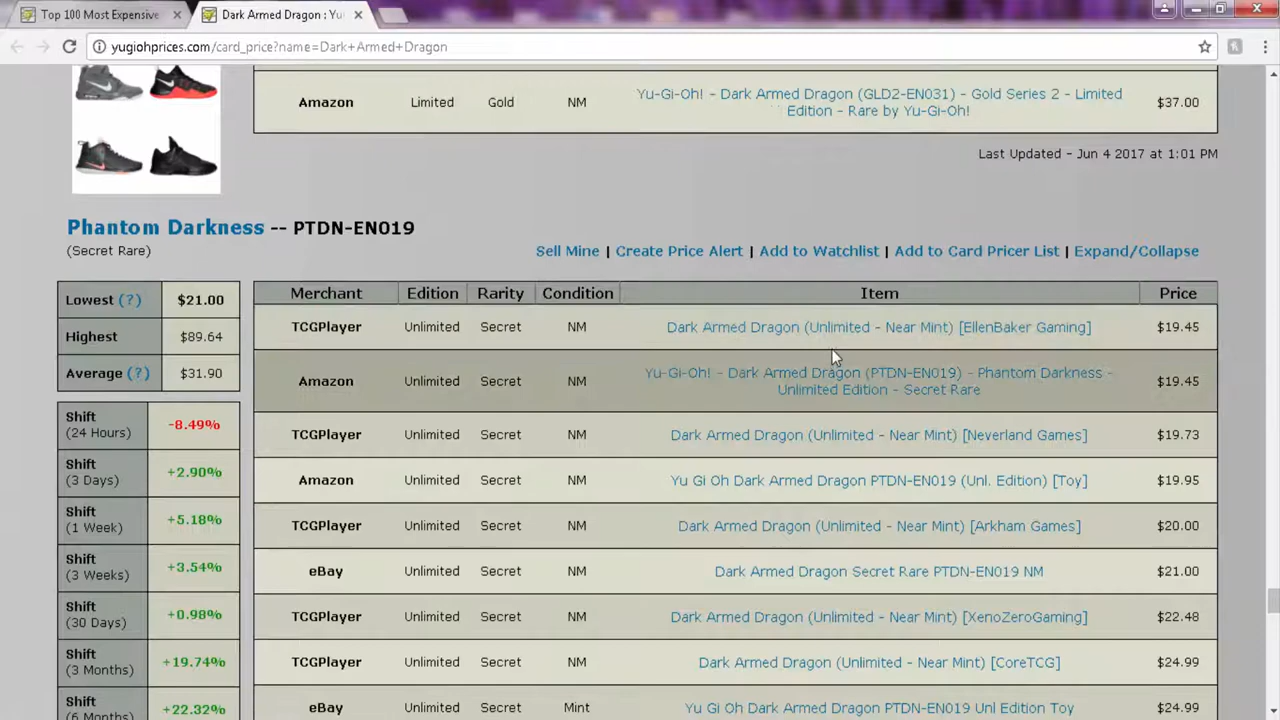 Top 100 Most Expensive
Dark Armed Dragon : Yu
yugiohprices.com/card_price?name=Dark+Armed+Dragon
Amazon Limited Gold NM Yu-Gi-Oh! - Dark Armed Dragon (GLD2-EN031) - Gold Series 2 - Limited $37.00
Edition - Rare by Yu-Gi-Oh!
Last Updated - Jun 4 2017 at 1:01 PM
Phantom Darkness -- PTDN-EN019
(Secret Rare)
Sell Mine | Create Price Alert | Add to Watchlist | Add to Card Pricer List | Expand/Collapse
Lowest (?) $21.00
Highest $89.64
Average (?) $31.90
Shift -8.49%
(24 Hours)
Shift +2.90%
(3 Days)
Shift +5.18%
(1 Week)
Shift +3.54%
(3 Weeks)
Shift +0.98%
(30 Days)
Shift +19.74%
(3 Months)
Shift +22.32%
(6 Months)
Merchant Edition Rarity Condition Item Price
TCGPlayer Unlimited Secret NM Dark Armed Dragon (Unlimited - Near Mint) [EllenBaker Gaming] $19.45
Amazon Unlimited Secret NM Yu-Gi-Oh! - Dark Armed Dragon (PTDN-EN019) - Phantom Darkness - $19.45
Unlimited Edition - Secret Rare
TCGPlayer Unlimited Secret NM Dark Armed Dragon (Unlimited - Near Mint) [Neverland Games] $19.73
Amazon Unlimited Secret NM Yu Gi Oh Dark Armed Dragon PTDN-EN019 (Unl. Edition) [Toy] $19.95
TCGPlayer Unlimited Secret NM Dark Armed Dragon (Unlimited - Near Mint) [Arkham Games] $20.00
eBay Unlimited Secret NM Dark Armed Dragon Secret Rare PTDN-EN019 NM $21.00
TCGPlayer Unlimited Secret NM Dark Armed Dragon (Unlimited - Near Mint) [XenoZeroGaming] $22.48
TCGPlayer Unlimited Secret NM Dark Armed Dragon (Unlimited - Near Mint) [CoreTCG] $24.99
eBay Unlimited Secret Mint Yu Gi Oh Dark Armed Dragon PTDN-EN019 Unl Edition Toy $24.99